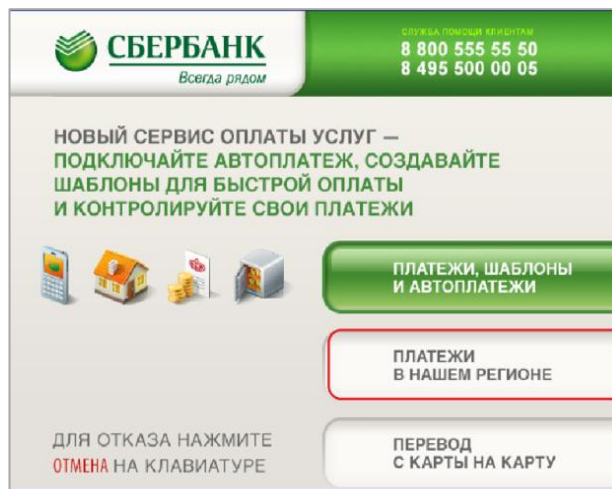 СБЕРБАНК
Всегда рядом
СЛУЖБА ПОМОЩИ КЛИЕНТАМ
8 800 555 55 50
8 495 500 00 05
НОВЫЙ СЕРВИС ОПЛАТЫ УСЛУГ —
ПОДКЛЮЧАЙТЕ АВТОПЛАТЕЖ, СОЗДАВАЙТЕ
ШАБЛОНЫ ДЛЯ БЫСТРОЙ ОПЛАТЫ
И КОНТРОЛИРУЙТЕ СВОИ ПЛАТЕЖИ
ПЛАТЕЖИ, ШАБЛОНЫ
И АВТОПЛАТЕЖИ
ПЛАТЕЖИ
В НАШЕМ РЕГИОНЕ
ДЛЯ ОТКАЗА НАЖМИТЕ
ОТМЕНА НА КЛАВИАТУРЕ
ПЕРЕВОД
С КАРТЫ НА КАРТУ